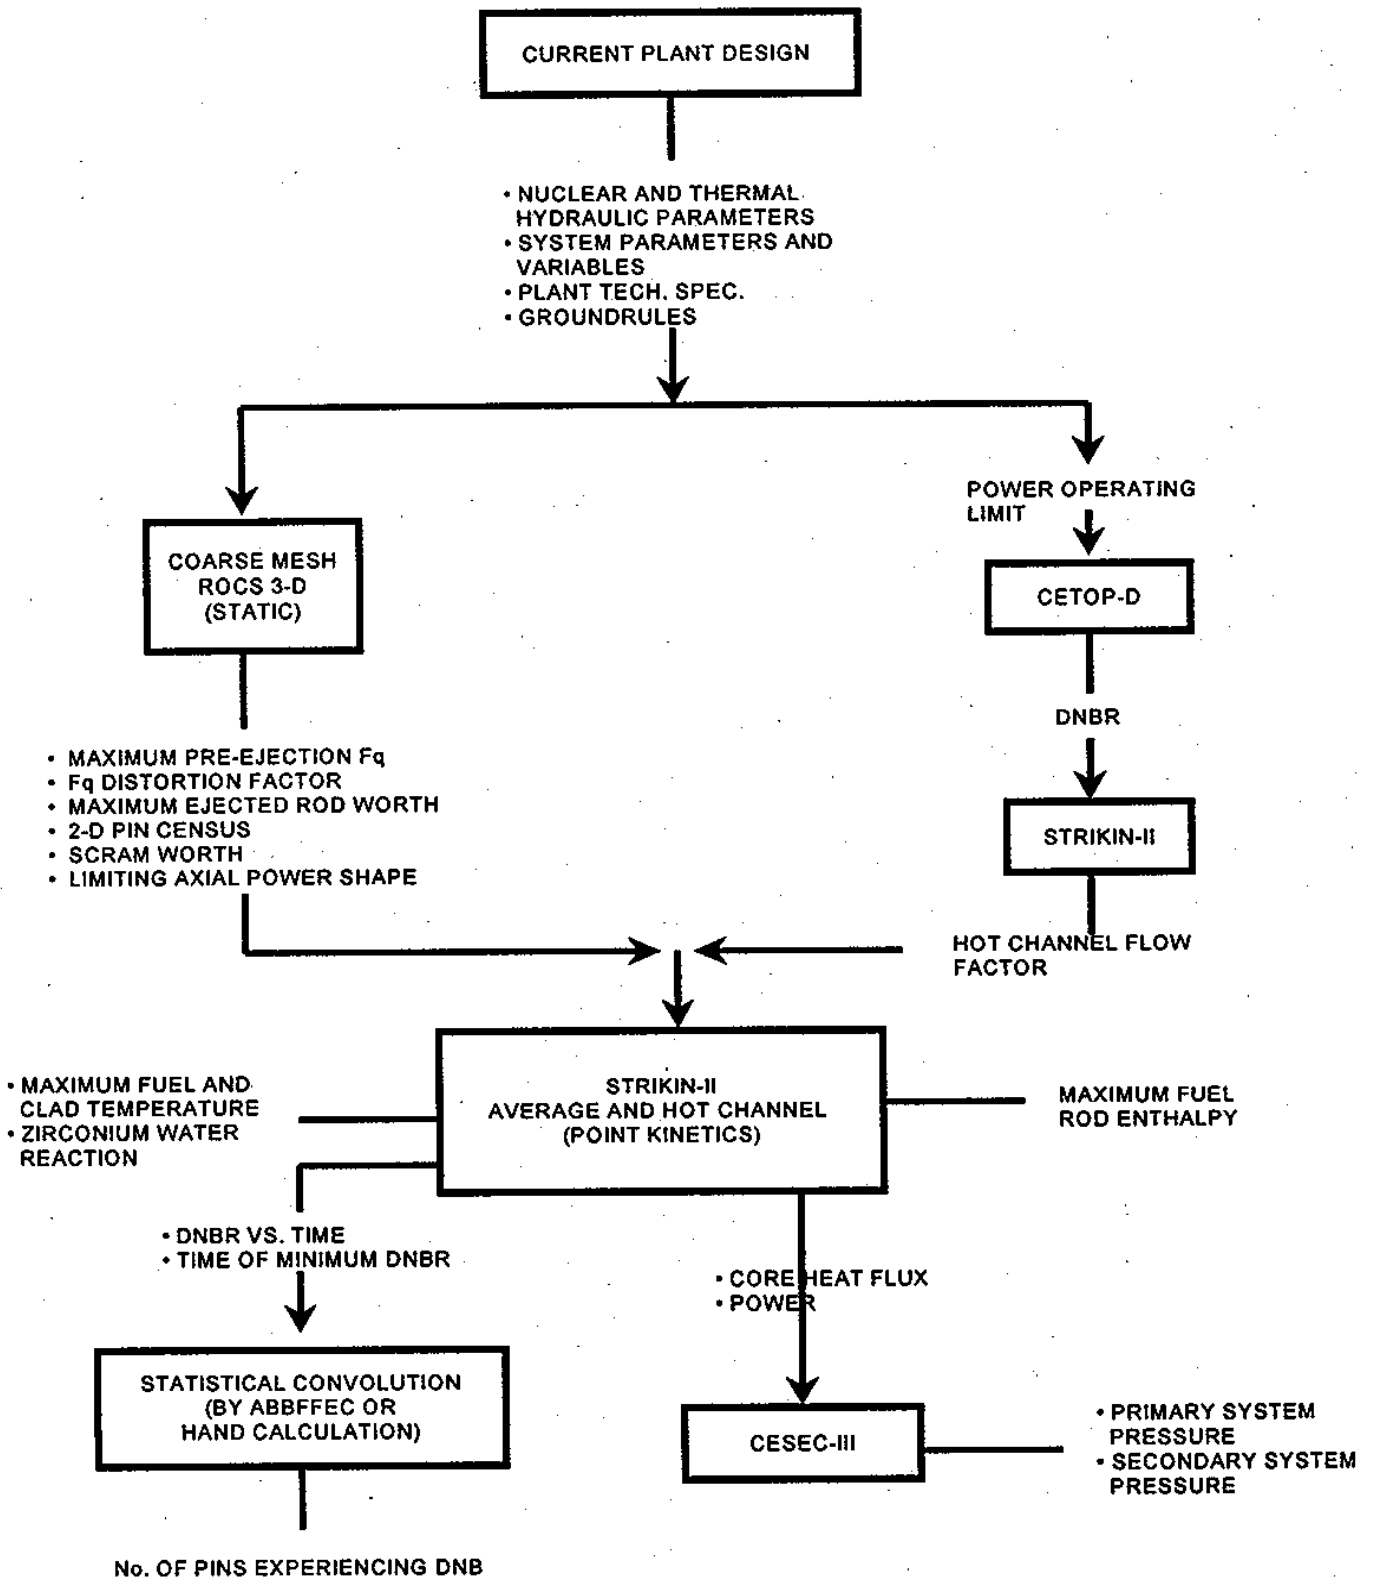 CURRENT PLANT DESIGN
• NUCLEAR AND THERMAL
HYDRAULIC PARAMETERS
• SYSTEM PARAMETERS AND
VARIABLES
• PLANT TECH. SPEC.
• GROUNDRULES
COARSE MESH
ROCS 3-D
(STATIC)
POWER OPERATING
LIMIT
CETOP-D
DNBR
STRIKIN-II
• MAXIMUM PRE-EJECTION Fq
• Fq DISTORTION FACTOR
• MAXIMUM EJECTED ROD WORTH
• 2-D PIN CENSUS
• SCRAM WORTH
• LIMITING AXIAL POWER SHAPE
HOT CHANNEL FLOW
FACTOR
STRIKIN-II
AVERAGE AND HOT CHANNEL
(POINT KINETICS)
• MAXIMUM FUEL AND
CLAD TEMPERATURE
• ZIRCONIUM WATER
REACTION
MAXIMUM FUEL
ROD ENTHALPY
• DNBR VS. TIME
• TIME OF MINIMUM DNBR
• CORE HEAT FLUX
• POWER
STATISTICAL CONVOLUTION
(BY ABBFFEC OR
HAND CALCULATION)
CESEC-III
• PRIMARY SYSTEM
PRESSURE
• SECONDARY SYSTEM
PRESSURE
No. OF PINS EXPERIENCING DNB